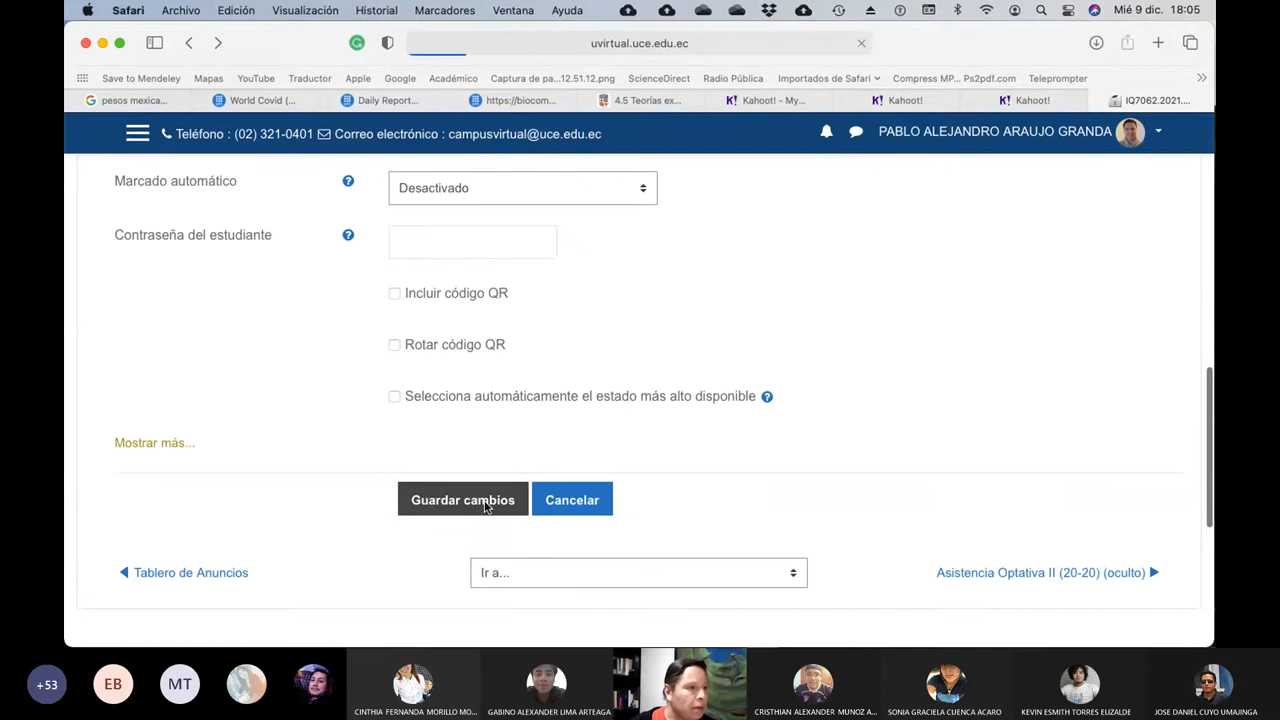 Safari Archivo Edición Visualización Historial Marcadores Ventana Ayuda Mié 9 dic. 18:05
uvirtual.uce.edu.ec
Save to Mendeley Mapas YouTube Traductor Apple Google Académico Captura de pa...12.51.12.png ScienceDirect Radio Pública Importados de Safari Compress MP... Ps2pdf.com Teleprompter
pesos mexica... World Covid (... Daily Report... https://biocom... 4.5 Teorías ex... Kahoot! - My... Kahoot! Kahoot! IQ7062.2021....
Teléfono : (02) 321-0401 Correo electrónico : campusvirtual@uce.edu.ec PABLO ALEJANDRO ARAUJO GRANDA
Marcado automático Desactivado
Contraseña del estudiante
Incluir código QR
Rotar código QR
Selecciona automáticamente el estado más alto disponible
Mostrar más...
Guardar cambios Cancelar
Tablero de Anuncios Ir a... Asistencia Optativa II (20-20) (oculto)
+53 EB MT
CINTHIA FERNANDA MORILLO MO... GABINO ALEXANDER LIMA ARTEAGA CRISTHIAN ALEXANDER MUNOZ A... SONIA GRACIELA CUENCA ACARO KEVIN ESMITH TORRES ELIZALDE JOSE DANIEL CUYO UMAJINGA